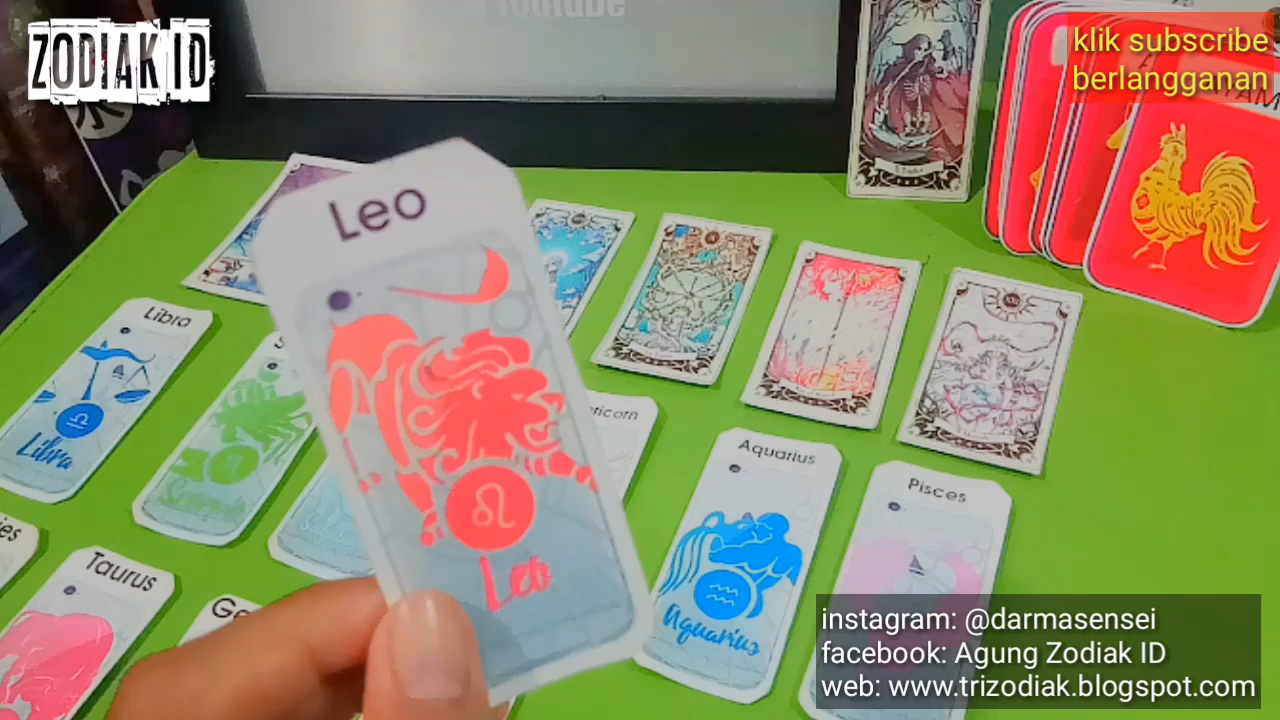 YouTube
ZODIAK ID
klik subscribe
berlangganan
Leo
Libra
Libra
Aquarius
Aquarius
Pisces
Taurus
Leo
instagram: @darmasensei
facebook: Agung Zodiak ID
web: www.trizodiak.blogspot.com